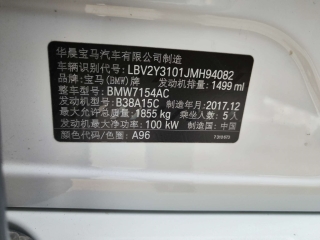 华晨宝马汽车有限公司制造
车辆识别代号: LBV2Y3101JMH94082
品牌: 宝马(BMW)牌 发动机排量: 1499 ml
整车型号: BMW7154AC
发动机型号: B38A15C 制造年月: 2017.12
最大允许总质量: 1855 kg 乘坐人数: 5 人
发动机最大净功率: 100 kW 制造国: 中国
颜色代码/色圈: A96